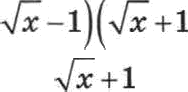 √x − 1)(√x + 1
√x + 1